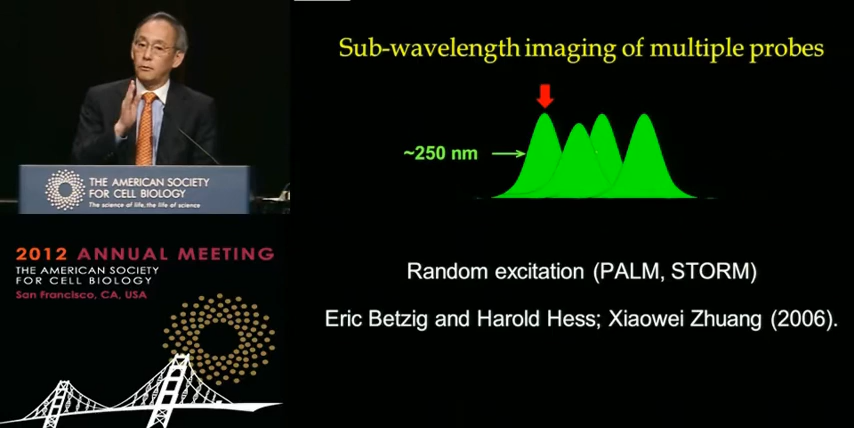 THE AMERICAN SOCIETY
FOR CELL BIOLOGY
The science of life, the life of science
2012 ANNUAL MEETING
THE AMERICAN SOCIETY
FOR CELL BIOLOGY
San Francisco, CA, USA
Sub-wavelength imaging of multiple probes
~250 nm
Random excitation (PALM, STORM)
Eric Betzig and Harold Hess; Xiaowei Zhuang (2006).